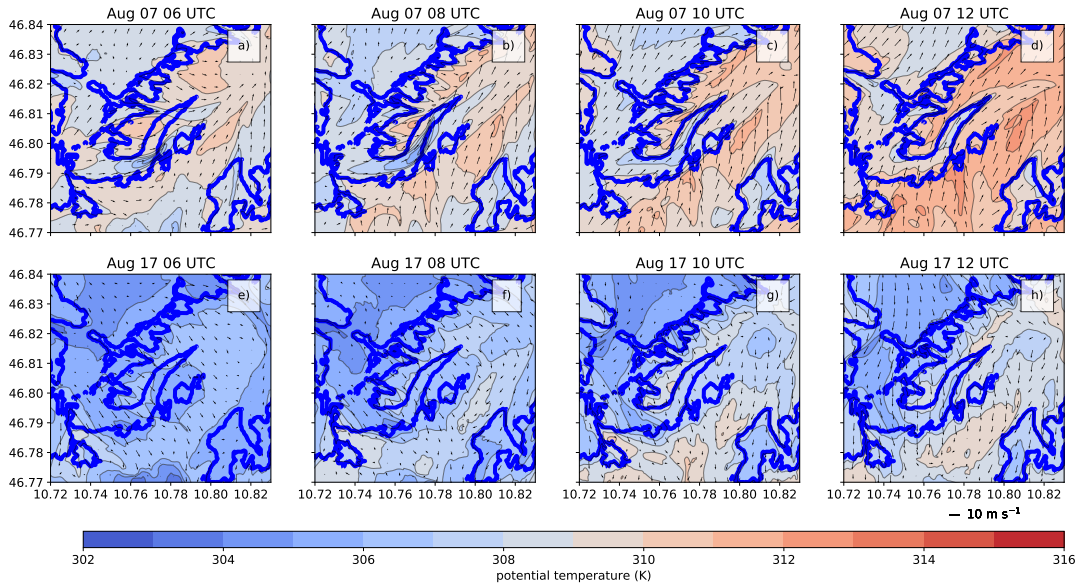 Aug 07 06 UTC
Aug 07 08 UTC
Aug 07 10 UTC
Aug 07 12 UTC
46.84
46.83
46.82
46.81
46.80
46.79
46.78
46.77
a)
b)
c)
d)
Aug 17 06 UTC
Aug 17 08 UTC
Aug 17 10 UTC
Aug 17 12 UTC
46.84
46.83
46.82
46.81
46.80
46.79
46.78
46.77
e)
f)
g)
h)
10.72 10.74 10.76 10.78 10.80 10.82
10.72 10.74 10.76 10.78 10.80 10.82
10.72 10.74 10.76 10.78 10.80 10.82
10.72 10.74 10.76 10.78 10.80 10.82
10 m s⁻¹
302 304 306 308 310 312 314 316
potential temperature (K)